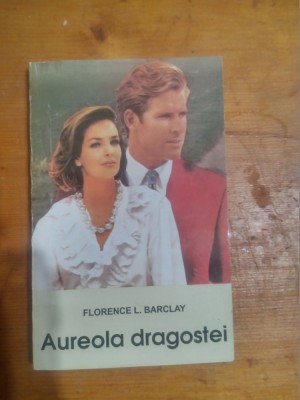 FLORENCE L. BARCLAY
Aureola dragostei